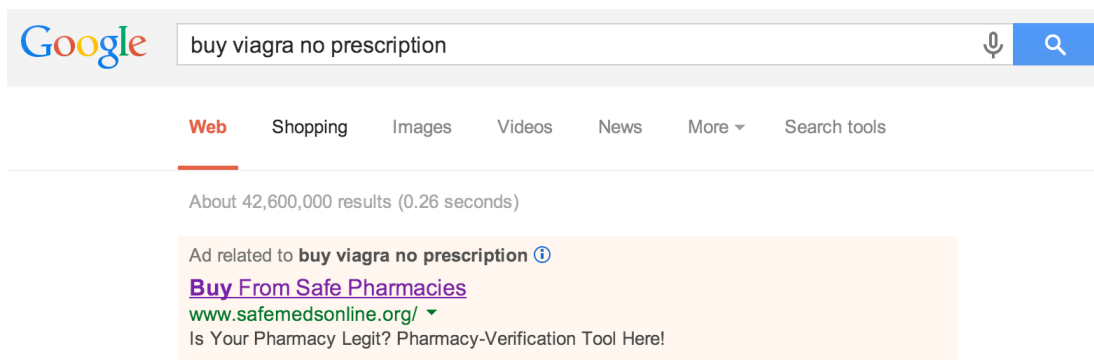 Google buy viagra no prescription
Web Shopping Images Videos News More Search tools
About 42,600,000 results (0.26 seconds)
Ad related to buy viagra no prescription
Buy From Safe Pharmacies
www.safemedsonline.org/
Is Your Pharmacy Legit? Pharmacy-Verification Tool Here!